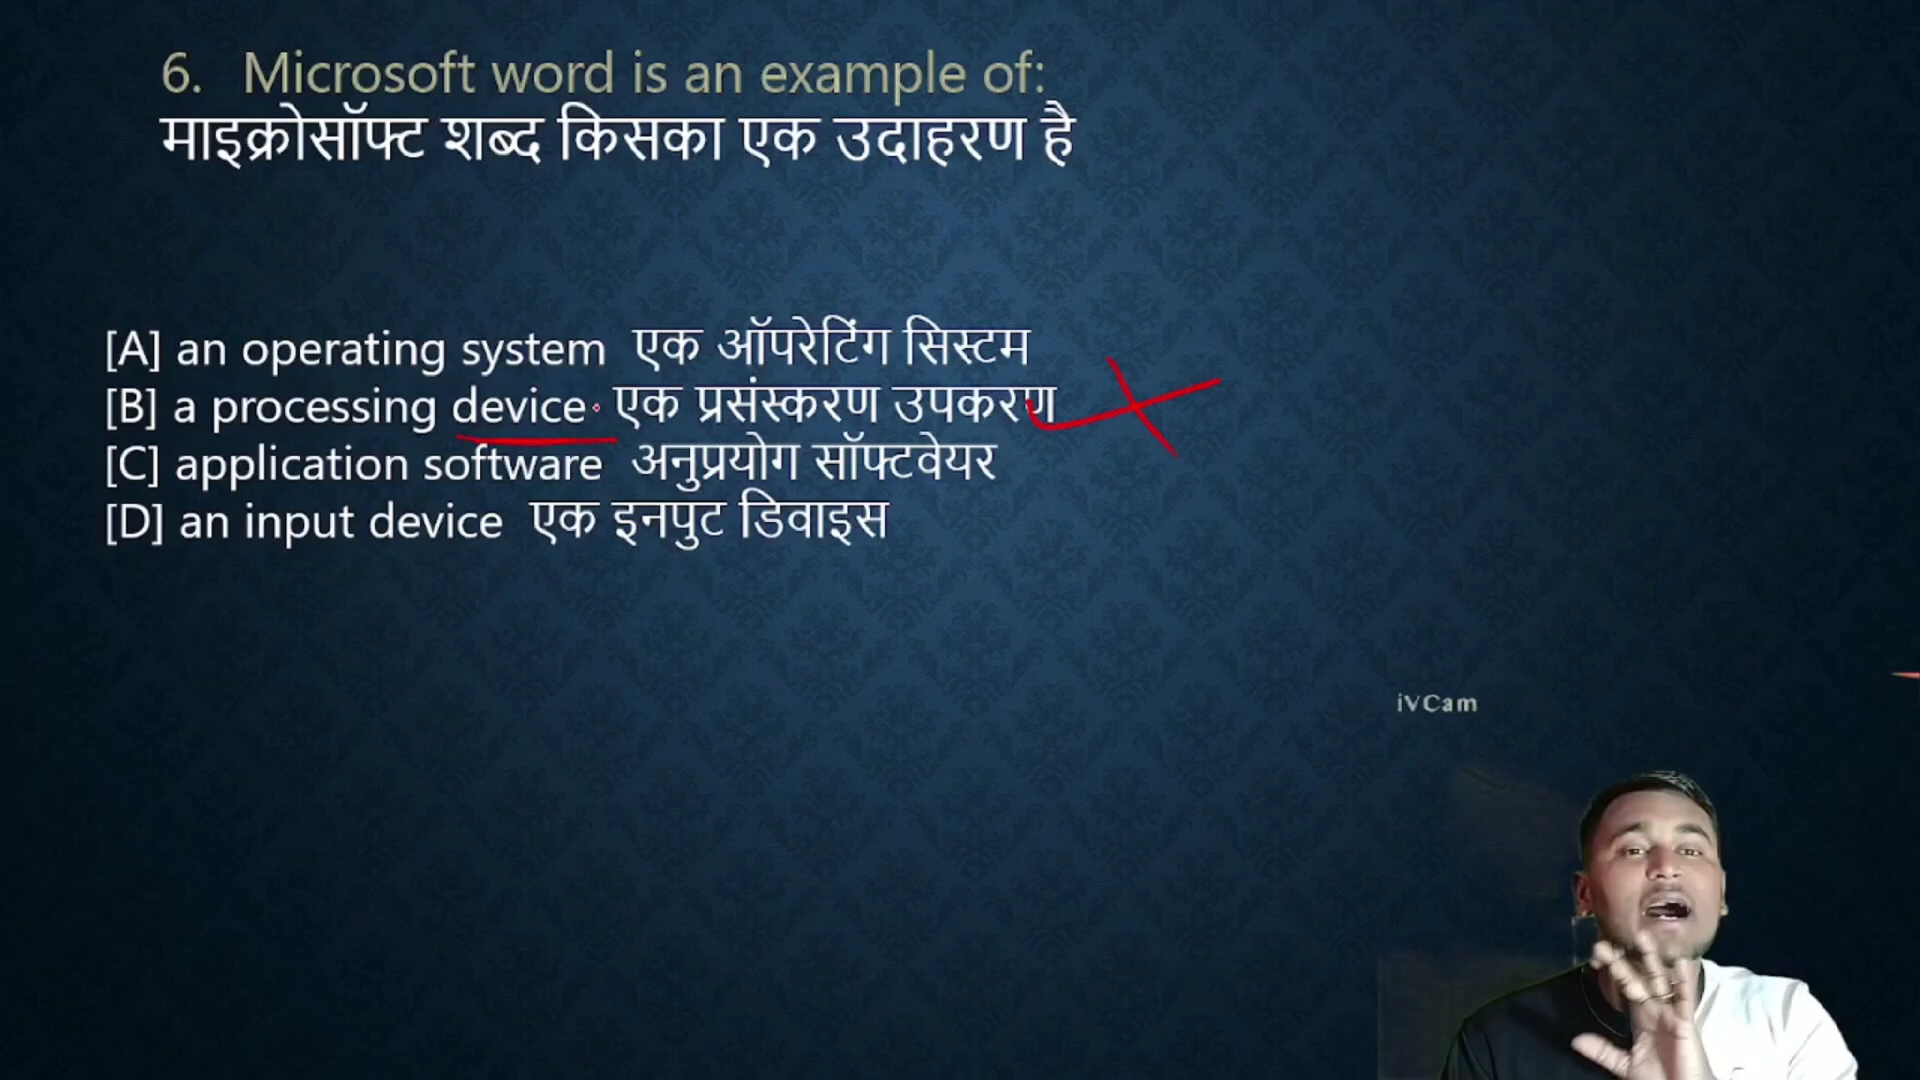 6. Microsoft word is an example of:
माइक्रोसॉफ्ट शब्द किसका एक उदाहरण है
[A] an operating system एक ऑपरेटिंग सिस्टम
[B] a processing device एक प्रसंस्करण उपकरण
[C] application software अनुप्रयोग सॉफ्टवेयर
[D] an input device एक इनपुट डिवाइस
iVCam